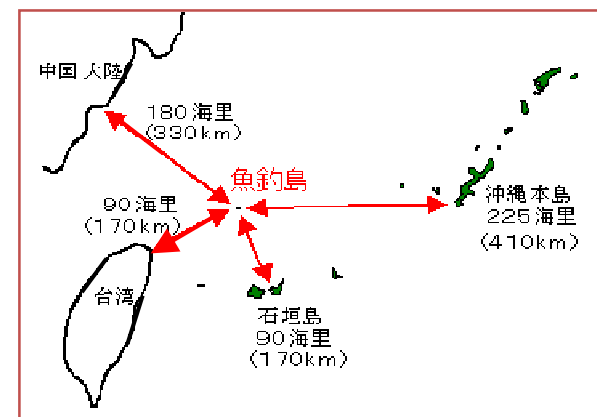 中国大陸
180海里
(330km)
魚釣島
90海里
(170km)
沖縄本島
225海里
(410km)
台湾
石垣島
90海里
(170km)